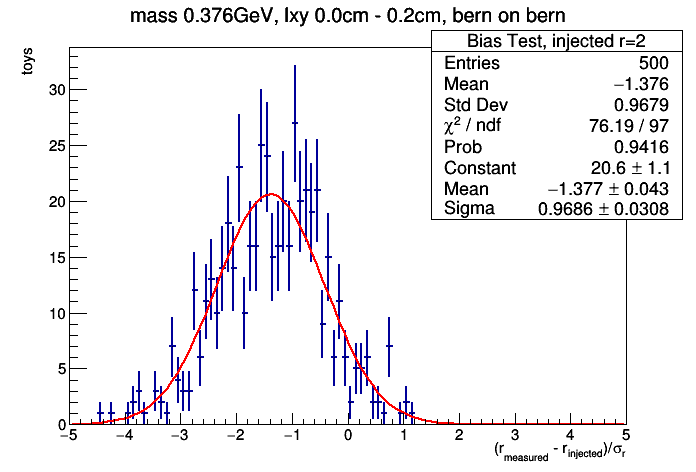 mass 0.376GeV, lxy 0.0cm - 0.2cm, bern on bern
toys
Bias Test, injected r=2
Entries 500
Mean −1.376
Std Dev 0.9679
χ² / ndf 76.19 / 97
Prob 0.9416
Constant 20.6 ± 1.1
Mean −1.377 ± 0.043
Sigma 0.9686 ± 0.0308
30
25
20
15
10
5
0
−5 −4 −3 −2 −1 0 1 2 3 4 5
(r_measured - r_injected)/σ_r